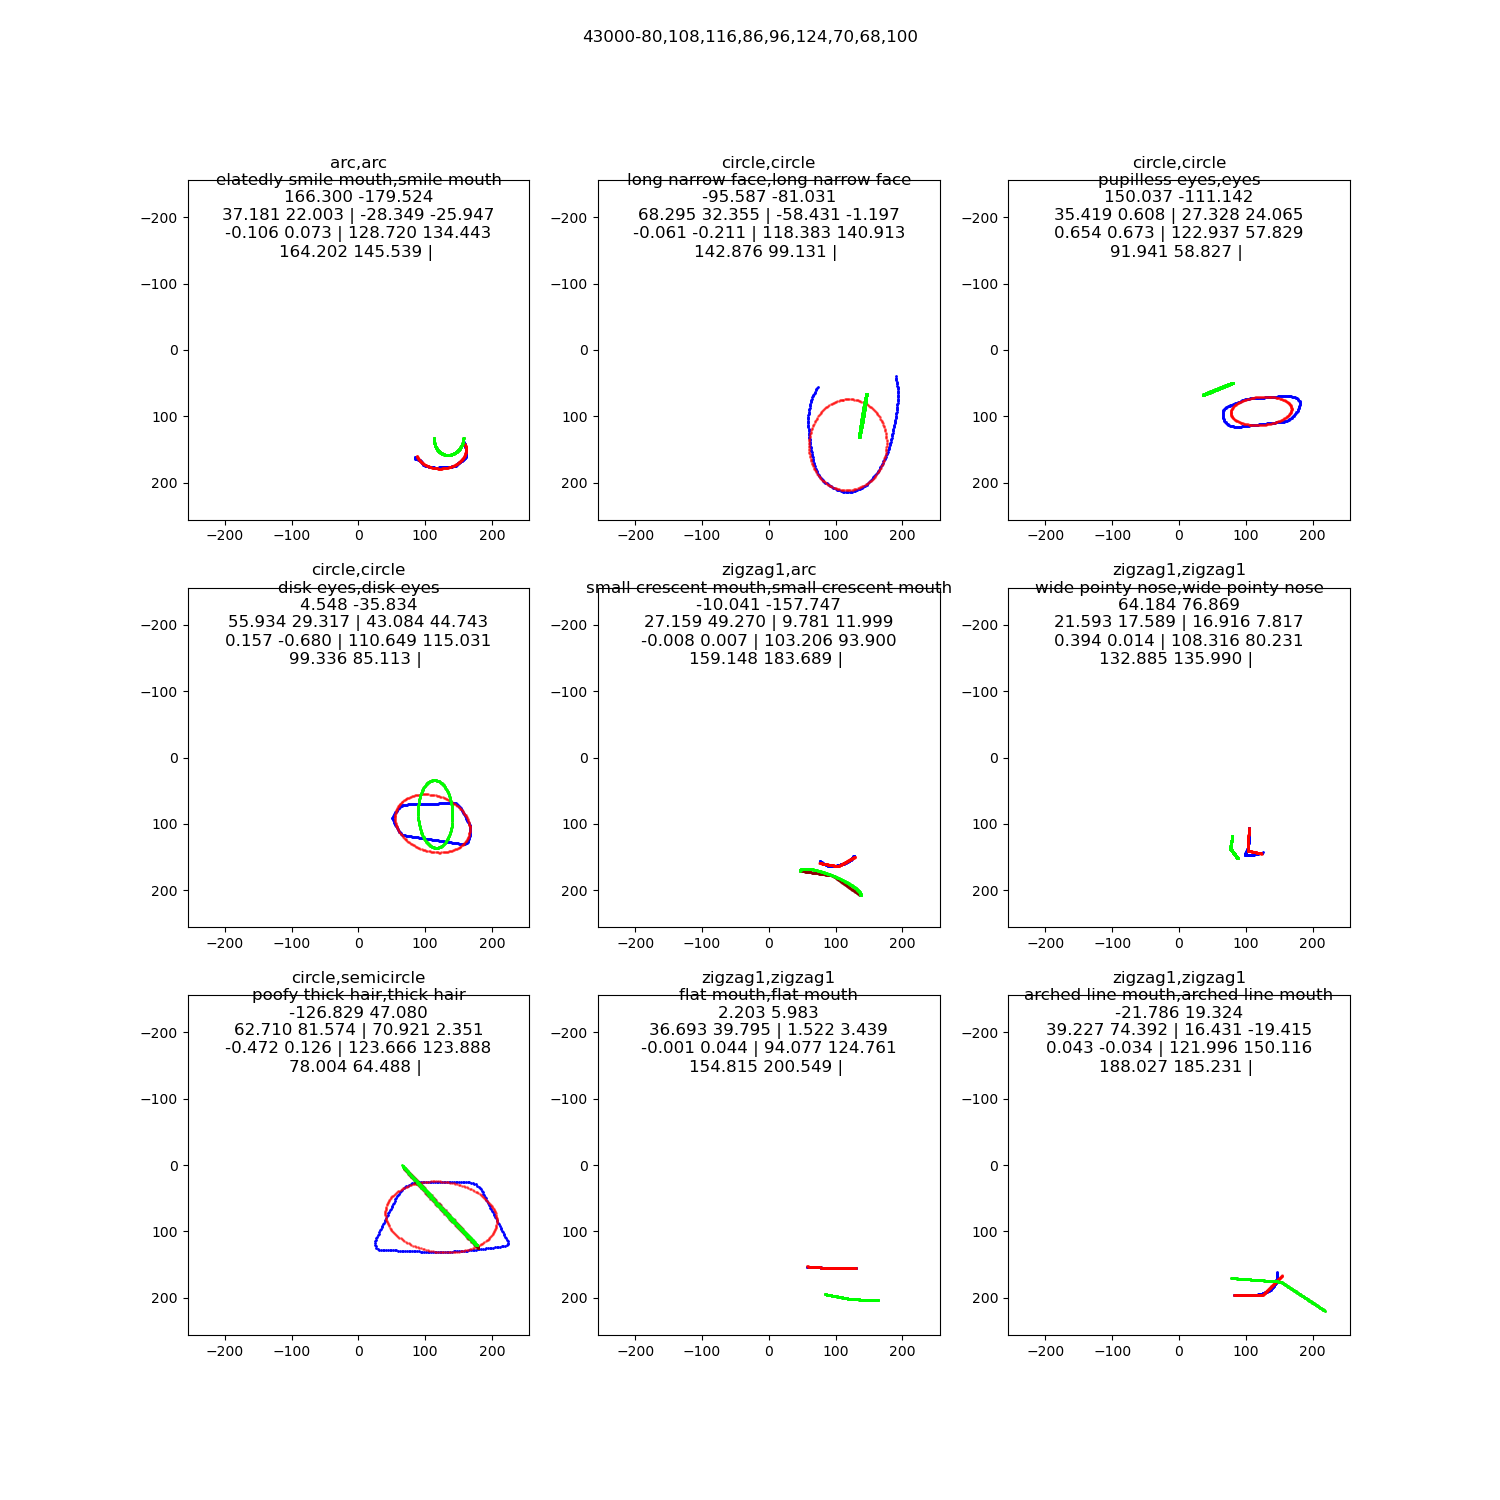 43000-80,108,116,86,96,124,70,68,100
arc,arc
elatedly smile mouth,smile mouth
166.300 -179.524
37.181 22.003 | -28.349 -25.947
-0.106 0.073 | 128.720 134.443
164.202 145.539 |
−200
−100
0
100
200
−200 −100 0 100 200
circle,circle
long narrow face,long narrow face
-95.587 -81.031
68.295 32.355 | -58.431 -1.197
-0.061 -0.211 | 118.383 140.913
142.876 99.131 |
−200
−100
0
100
200
−200 −100 0 100 200
circle,circle
pupilless eyes,eyes
150.037 -111.142
35.419 0.608 | 27.328 24.065
0.654 0.673 | 122.937 57.829
91.941 58.827 |
−200
−100
0
100
200
−200 −100 0 100 200
circle,circle
disk eyes,disk eyes
4.548 -35.834
55.934 29.317 | 43.084 44.743
0.157 -0.680 | 110.649 115.031
99.336 85.113 |
−200
−100
0
100
200
−200 −100 0 100 200
zigzag1,arc
small crescent mouth,small crescent mouth
-10.041 -157.747
27.159 49.270 | 9.781 11.999
-0.008 0.007 | 103.206 93.900
159.148 183.689 |
−200
−100
0
100
200
−200 −100 0 100 200
zigzag1,zigzag1
wide pointy nose,wide pointy nose
64.184 76.869
21.593 17.589 | 16.916 7.817
0.394 0.014 | 108.316 80.231
132.885 135.990 |
−200
−100
0
100
200
−200 −100 0 100 200
circle,semicircle
poofy thick hair,thick hair
-126.829 47.080
62.710 81.574 | 70.921 2.351
-0.472 0.126 | 123.666 123.888
78.004 64.488 |
−200
−100
0
100
200
−200 −100 0 100 200
zigzag1,zigzag1
flat mouth,flat mouth
2.203 5.983
36.693 39.795 | 1.522 3.439
-0.001 0.044 | 94.077 124.761
154.815 200.549 |
−200
−100
0
100
200
−200 −100 0 100 200
zigzag1,zigzag1
arched line mouth,arched line mouth
-21.786 19.324
39.227 74.392 | 16.431 -19.415
0.043 -0.034 | 121.996 150.116
188.027 185.231 |
−200
−100
0
100
200
−200 −100 0 100 200